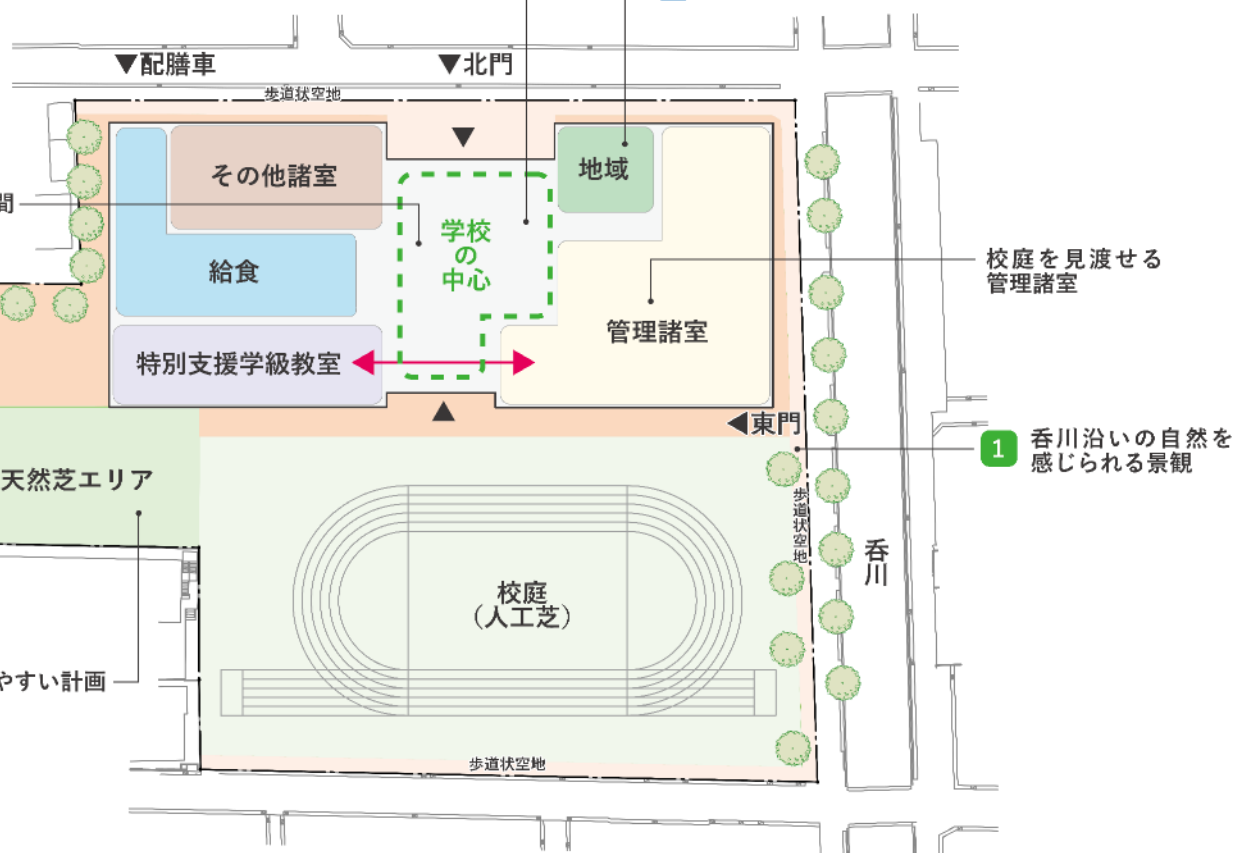 ▼配膳車
▼北門
歩道状空地
その他諸室
地域
間
学校
の
中心
給食
校庭を見渡せる
管理諸室
管理諸室
特別支援学級教室
◀東門
1
呑川沿いの自然を
感じられる景観
天然芝エリア
歩道状空地
呑川
校庭
（人工芝）
やすい計画
歩道状空地